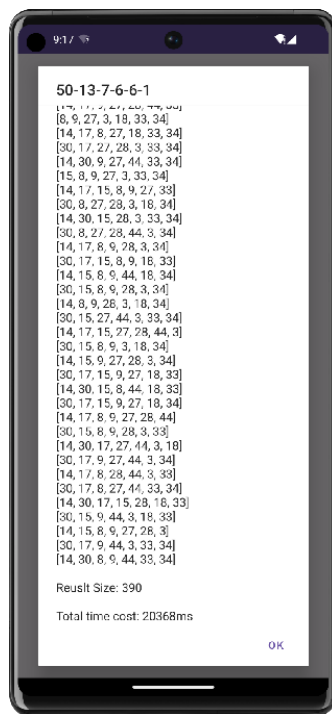 9:17
50-13-7-6-6-1
[8, 9, 27, 3, 18, 33, 34]
[14, 17, 8, 27, 18, 33, 34]
[30, 17, 27, 28, 3, 33, 34]
[14, 30, 9, 27, 44, 33, 34]
[15, 8, 9, 27, 3, 33, 34]
[14, 17, 15, 8, 9, 27, 33]
[30, 8, 27, 28, 3, 18, 34]
[14, 30, 15, 28, 3, 33, 34]
[30, 8, 27, 28, 44, 3, 34]
[14, 17, 8, 9, 28, 3, 34]
[30, 17, 15, 8, 9, 18, 33]
[14, 15, 8, 9, 44, 18, 34]
[30, 15, 8, 9, 28, 3, 34]
[14, 8, 9, 28, 3, 18, 34]
[30, 15, 27, 44, 3, 33, 34]
[14, 17, 15, 27, 28, 44, 3]
[30, 15, 8, 9, 3, 18, 34]
[14, 15, 9, 27, 28, 3, 34]
[30, 17, 15, 9, 27, 18, 33]
[14, 30, 15, 8, 44, 18, 33]
[30, 17, 15, 9, 27, 18, 34]
[14, 17, 8, 9, 27, 28, 44]
[30, 15, 8, 9, 28, 3, 33]
[14, 30, 17, 27, 44, 3, 18]
[30, 17, 9, 27, 44, 3, 34]
[14, 17, 8, 28, 44, 3, 33]
[30, 17, 8, 27, 44, 33, 34]
[14, 30, 17, 15, 28, 18, 33]
[30, 15, 9, 44, 3, 18, 33]
[14, 15, 8, 9, 27, 28, 3]
[30, 17, 9, 44, 3, 33, 34]
[14, 30, 8, 9, 44, 33, 34]
Reuslt Size: 390
Total time cost: 20368ms
OK